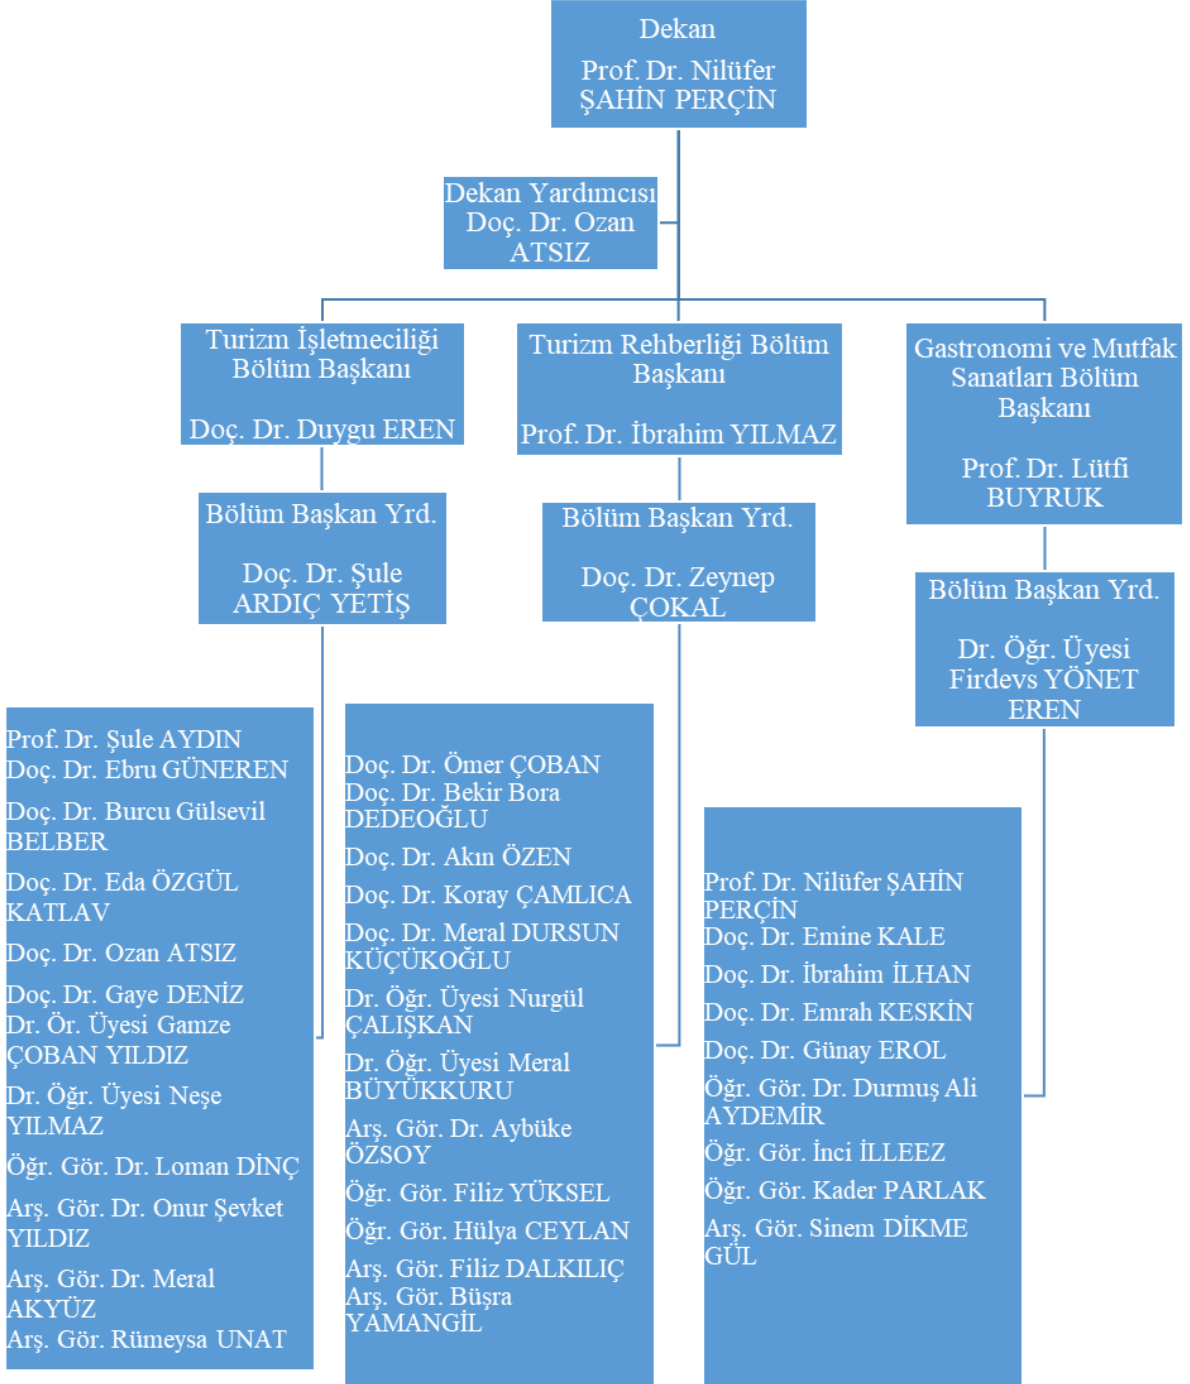 Dekan
Prof. Dr. Nilüfer
ŞAHİN PERÇİN
Dekan Yardımcısı
Doç. Dr. Ozan
ATSIZ
Turizm İşletmeciliği
Bölüm Başkanı
Doç. Dr. Duygu EREN
Turizm Rehberliği Bölüm
Başkanı
Prof. Dr. İbrahim YILMAZ
Gastronomi ve Mutfak
Sanatları Bölüm
Başkanı
Prof. Dr. Lütfi
BUYRUK
Bölüm Başkan Yrd.
Doç. Dr. Şule
ARDIÇ YETİŞ
Bölüm Başkan Yrd.
Doç. Dr. Zeynep
ÇOKAL
Bölüm Başkan Yrd.
Dr. Öğr. Üyesi
Firdevs YÖNET
EREN
Prof. Dr. Şule AYDIN
Doç. Dr. Ebru GÜNEREN
Doç. Dr. Burcu Gülsevil
BELBER
Doç. Dr. Eda ÖZGÜL
KATLAV
Doç. Dr. Ozan ATSIZ
Doç. Dr. Gaye DENİZ
Dr. Ör. Üyesi Gamze
ÇOBAN YILDIZ
Dr. Öğr. Üyesi Neşe
YILMAZ
Öğr. Gör. Dr. Loman DİNÇ
Arş. Gör. Dr. Onur Şevket
YILDIZ
Arş. Gör. Dr. Meral
AKYÜZ
Arş. Gör. Rümeysa UNAT
Doç. Dr. Ömer ÇOBAN
Doç. Dr. Bekir Bora
DEDEOĞLU
Doç. Dr. Akın ÖZEN
Doç. Dr. Koray ÇAMLICA
Doç. Dr. Meral DURSUN
KÜÇÜKOĞLU
Dr. Öğr. Üyesi Nurgül
ÇALIŞKAN
Dr. Öğr. Üyesi Meral
BÜYÜKKURU
Arş. Gör. Dr. Aybüke
ÖZSOY
Öğr. Gör. Filiz YÜKSEL
Öğr. Gör. Hülya CEYLAN
Arş. Gör. Filiz DALKILIÇ
Arş. Gör. Büşra
YAMANGİL
Prof. Dr. Nilüfer ŞAHİN
PERÇİN
Doç. Dr. Emine KALE
Doç. Dr. İbrahim İLHAN
Doç. Dr. Emrah KESKİN
Doç. Dr. Günay EROL
Öğr. Gör. Dr. Durmuş Ali
AYDEMİR
Öğr. Gör. İnci İLLEEZ
Öğr. Gör. Kader PARLAK
Arş. Gör. Sinem DİKME
GÜL